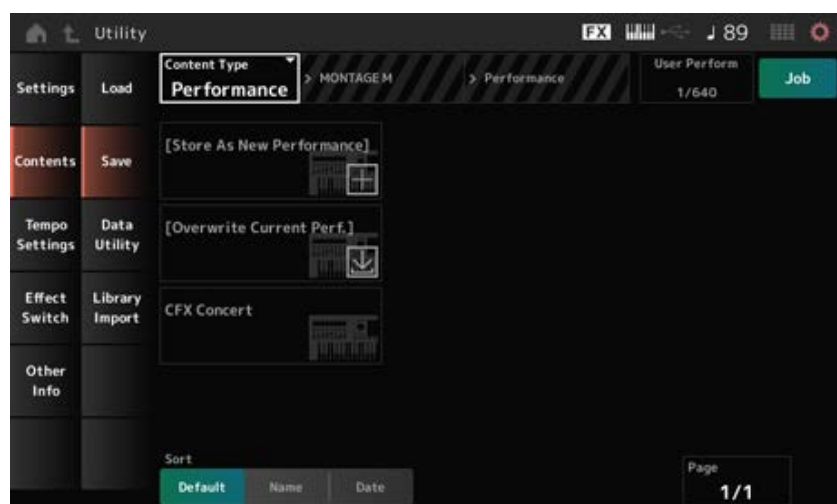 Utility
FX
♩ 89
Settings
Load
Content Type
Performance
> MONTAGE M
> Performance
User Perform
1/640
Job
Contents
Save
[Store As New Performance]
Tempo
Settings
Data
Utility
[Overwrite Current Perf.]
Effect
Switch
Library
Import
CFX Concert
Other
Info
Sort
Default
Name
Date
Page
1/1